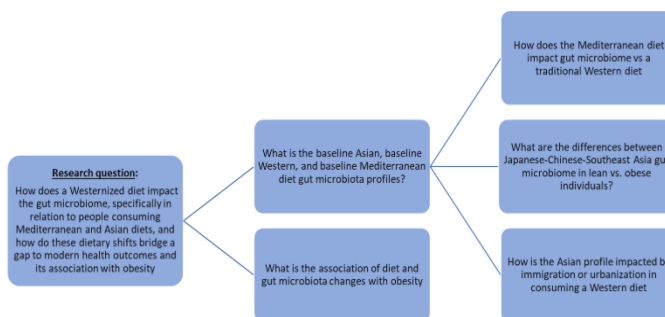 Research question:
How does a Westernized diet impact
the gut microbiome, specifically in
relation to people consuming
Mediterranean and Asian diets, and
how do these dietary shifts bridge a
gap to modern health outcomes and
its association with obesity
What is the baseline Asian, baseline
Western, and baseline Mediterranean
diet gut microbiota profiles?
What is the association of diet and
gut microbiota changes with obesity
How does the Mediterranean diet
impact gut microbiome vs a
traditional Western diet
What are the differences between
Japanese-Chinese-Southeast Asia gu
microbiome in lean vs. obese
individuals?
How is the Asian profile impacted b
immigration or urbanization in
consuming a Western diet